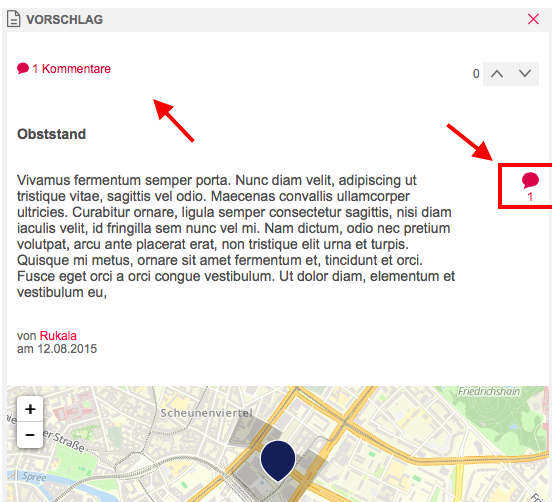 VORSCHLAG
1 Kommentare
0
Obststand
1
Vivamus fermentum semper porta. Nunc diam velit, adipiscing ut
tristique vitae, sagittis vel odio. Maecenas convallis ullamcorper
ultricies. Curabitur ornare, ligula semper consectetur sagittis, nisi diam
iaculis velit, id fringilla sem nunc vel mi. Nam dictum, odio nec pretium
volutpat, arcu ante placerat erat, non tristique elit urna et turpis.
Quisque mi metus, ornare sit amet fermentum et, tincidunt et orci.
Fusce eget orci a orci congue vestibulum. Ut dolor diam, elementum et
vestibulum eu,
von Rukala
am 12.08.2015
+
−
Scheunenviertel
Friedrichshain
er Straße
Spree